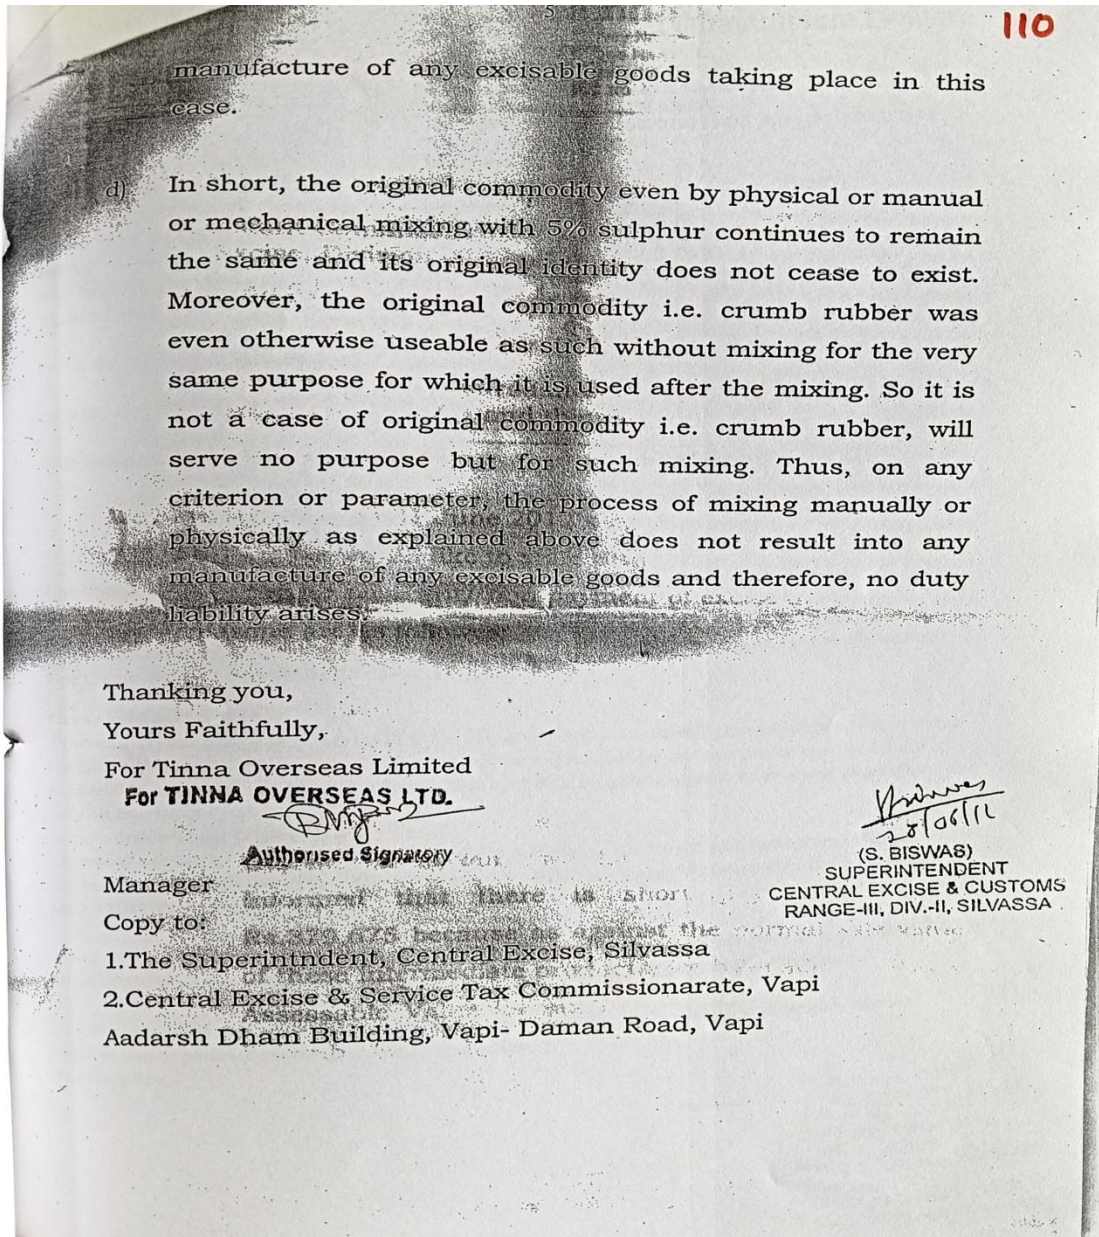 5
110
manufacture of any excisable goods taking place in this
case.
d) In short, the original commodity even by physical or manual
or mechanical mixing with 5% sulphur continues to remain
the same and its original identity does not cease to exist.
Moreover, the original commodity i.e. crumb rubber was
even otherwise useable as such without mixing for the very
same purpose for which it is used after the mixing. So it is
not a case of original commodity i.e. crumb rubber, will
serve no purpose but for such mixing. Thus, on any
criterion or parameter, the process of mixing manually or
physically as explained above does not result into any
manufacture of any excisable goods and therefore, no duty
liability arises.
Thanking you,
Yours Faithfully,
For Tinna Overseas Limited
For TINNA OVERSEAS LTD.
Authorised Signatory
Manager
Copy to:
1.The Superintndent, Central Excise, Silvassa
2.Central Excise & Service Tax Commissionarate, Vapi
Aadarsh Dham Building, Vapi- Daman Road, Vapi
(S. BISWAS)
SUPERINTENDENT
CENTRAL EXCISE & CUSTOMS
RANGE-III, DIV.-II, SILVASSA